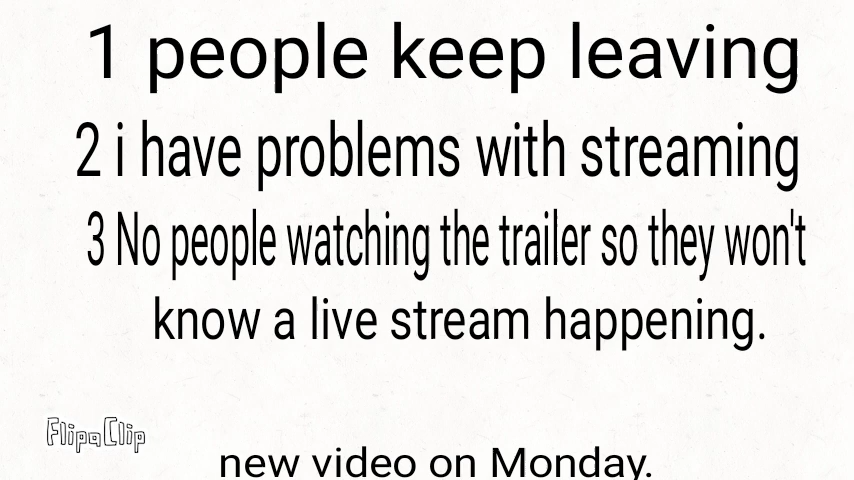 1 people keep leaving
2 i have problems with streaming
3 No people watching the trailer so they won't
know a live stream happening.
FlipaClip
new video on Monday.